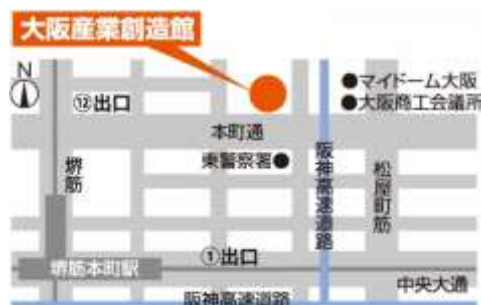 大阪産業創造館
N
⑫出口
●マイドーム大阪
●大阪商工会議所
本町通
東警察署●
堺筋
阪神高速道路
松屋町筋
①出口
堺筋本町駅
中央大通
阪神高速道路